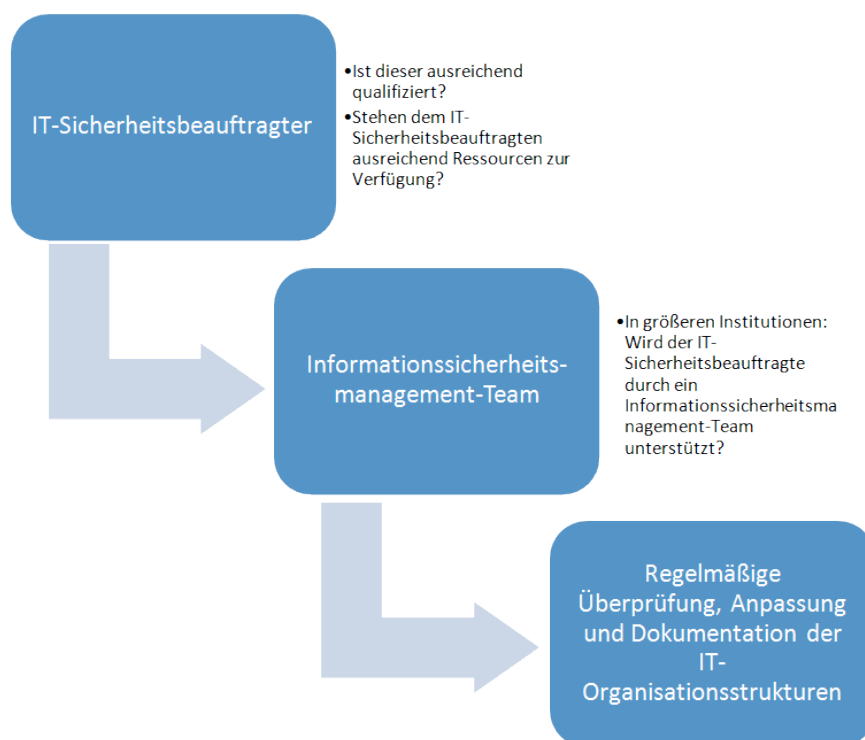 IT-Sicherheitsbeauftragter
•Ist dieser ausreichend
qualifiziert?
•Stehen dem IT-
Sicherheitsbeauftragten
ausreichend Ressourcen zur
Verfügung?
Informationssicherheits-
management-Team
•In größeren Institutionen:
Wird der IT-
Sicherheitsbeauftragte
durch ein
Informationssicherheitsma
nagement-Team
unterstützt?
Regelmäßige
Überprüfung, Anpassung
und Dokumentation der
IT-
Organisationsstrukturen